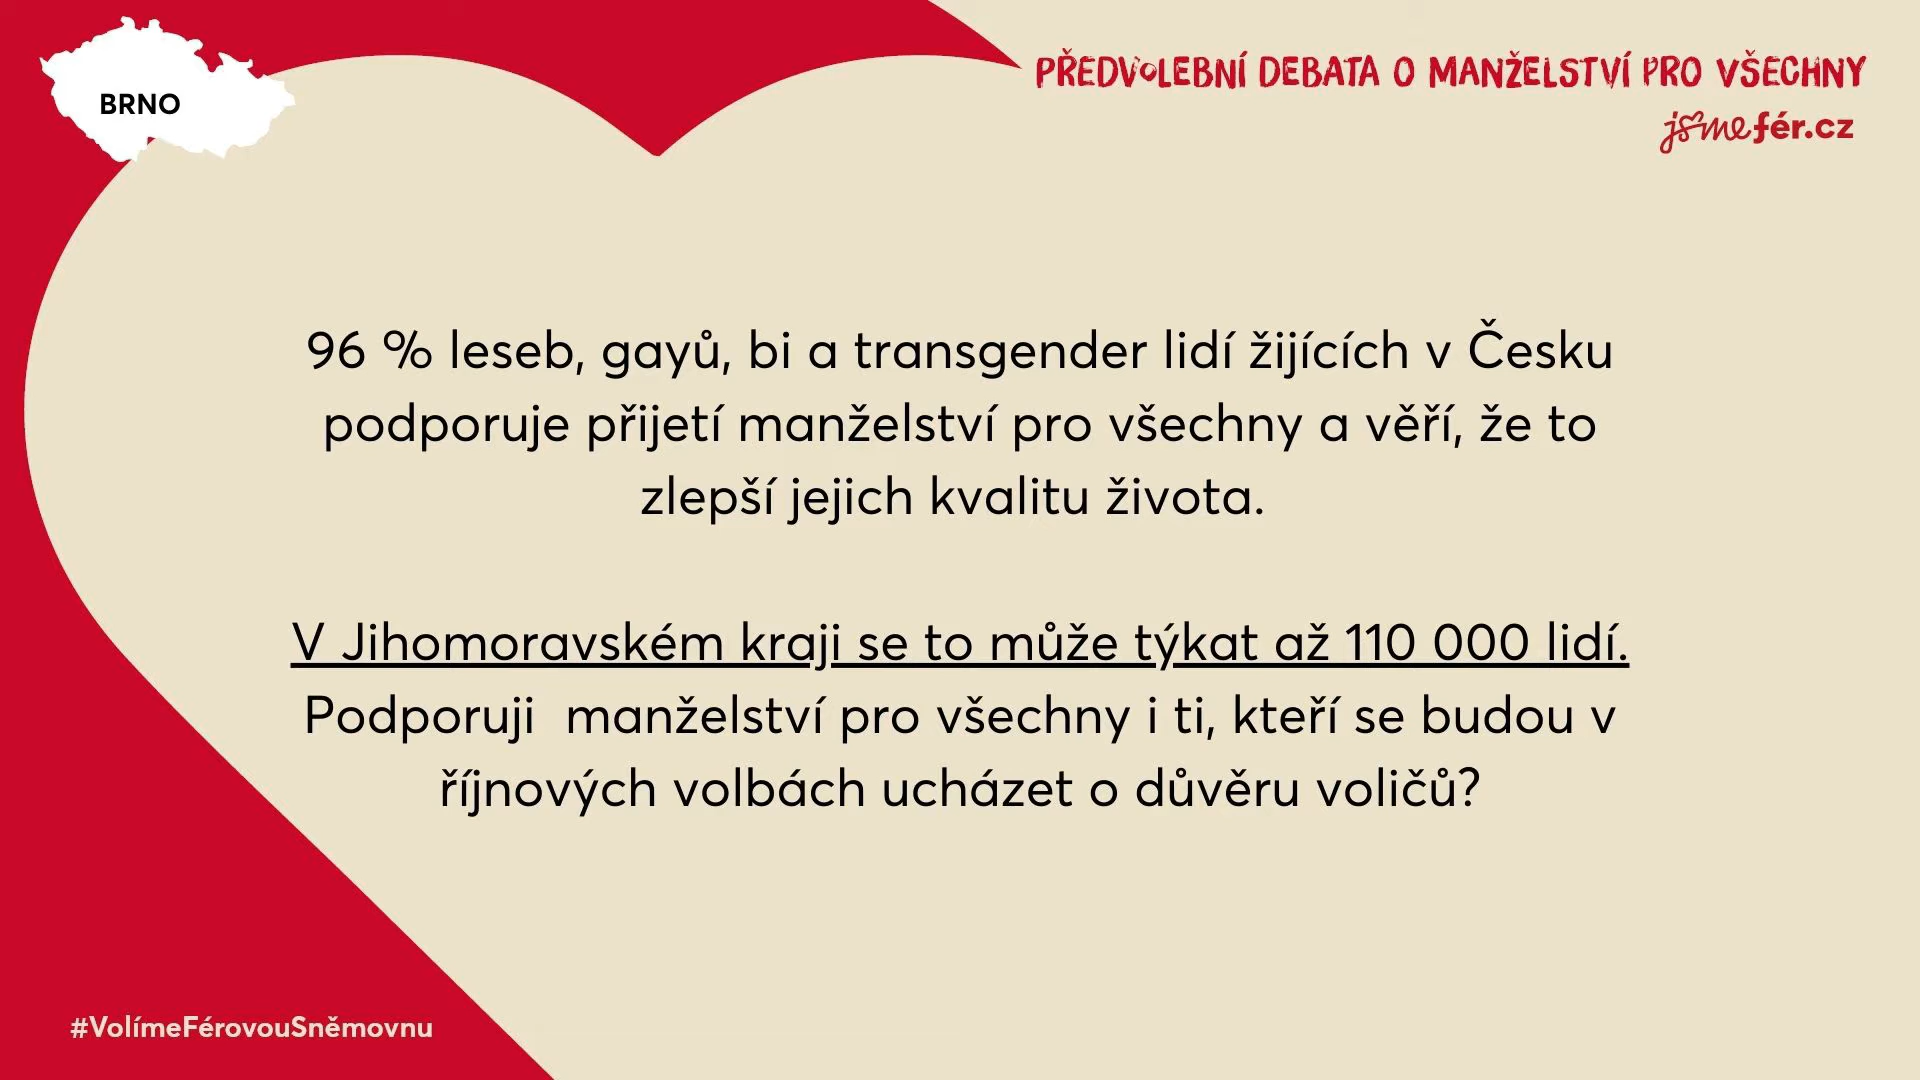 BRNO
PŘEDVOLEBNÍ DEBATA O MANŽELSTVÍ PRO VŠECHNY
jsme fér.cz
96 % leseb, gayů, bi a transgender lidí žijících v Česku
podporuje přijetí manželství pro všechny a věří, že to
zlepší jejich kvalitu života.
V Jihomoravském kraji se to může týkat až 110 000 lidí.
Podporuji  manželství pro všechny i ti, kteří se budou v
říjnových volbách ucházet o důvěru voličů?
#VolímeFérovouSněmovnu